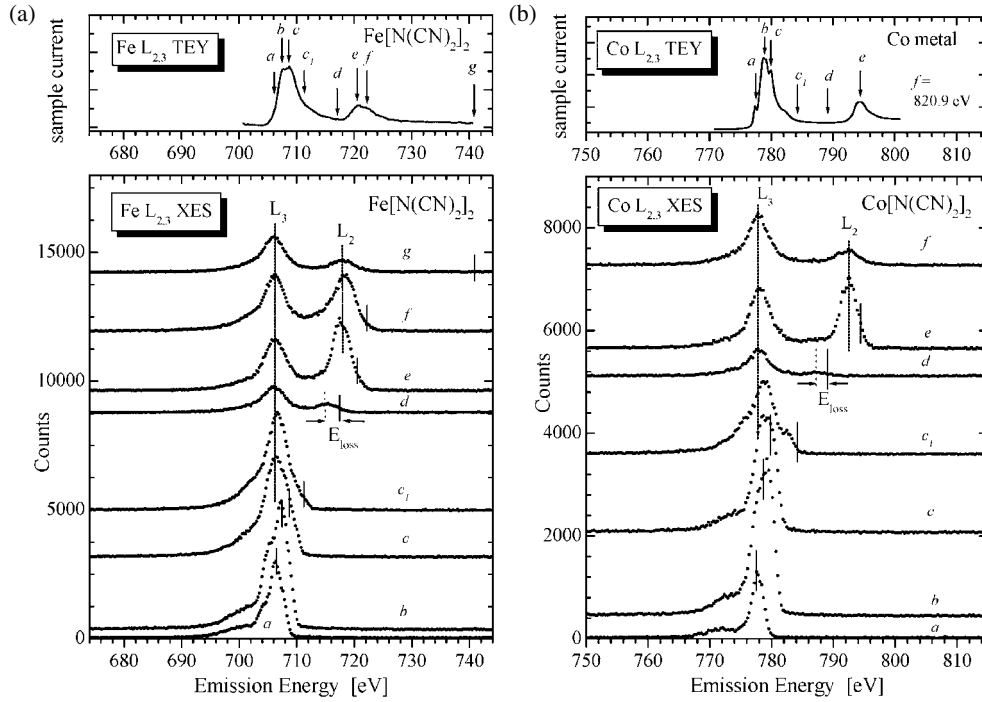 (a)
sample current
Fe L2,3 TEY
Fe[N(CN)2]2
a
b
c
c1
d
e
f
g
680 690 700 710 720 730 740
Fe L2,3 XES
Fe[N(CN)2]2
L3
L2
15000
10000
5000
0
Counts
g
f
e
d
Eloss
c1
c
b
a
680 690 700 710 720 730 740
Emission Energy [eV]
(b)
sample current
Co L2,3 TEY
Co metal
a
b
c
c1
d
e
f =
820.9 eV
750 760 770 780 790 800 810
Co L2,3 XES
Co[N(CN)2]2
L3
L2
8000
6000
4000
2000
0
Counts
f
e
d
Eloss
c1
c
b
a
750 760 770 780 790 800 810
Emission Energy [eV]